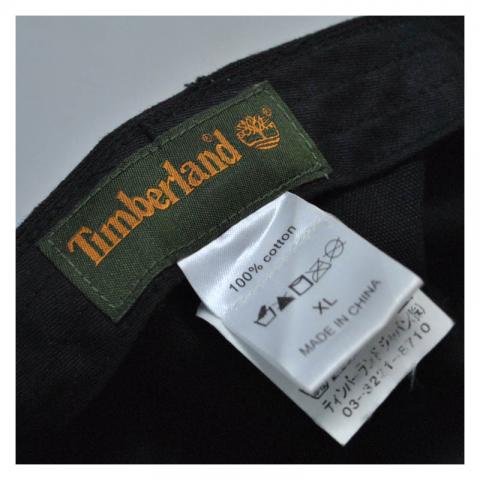 Timberland®
100% cotton
XL
MADE IN CHINA
ティンバーランドジャパン(株)
03-3221-8710